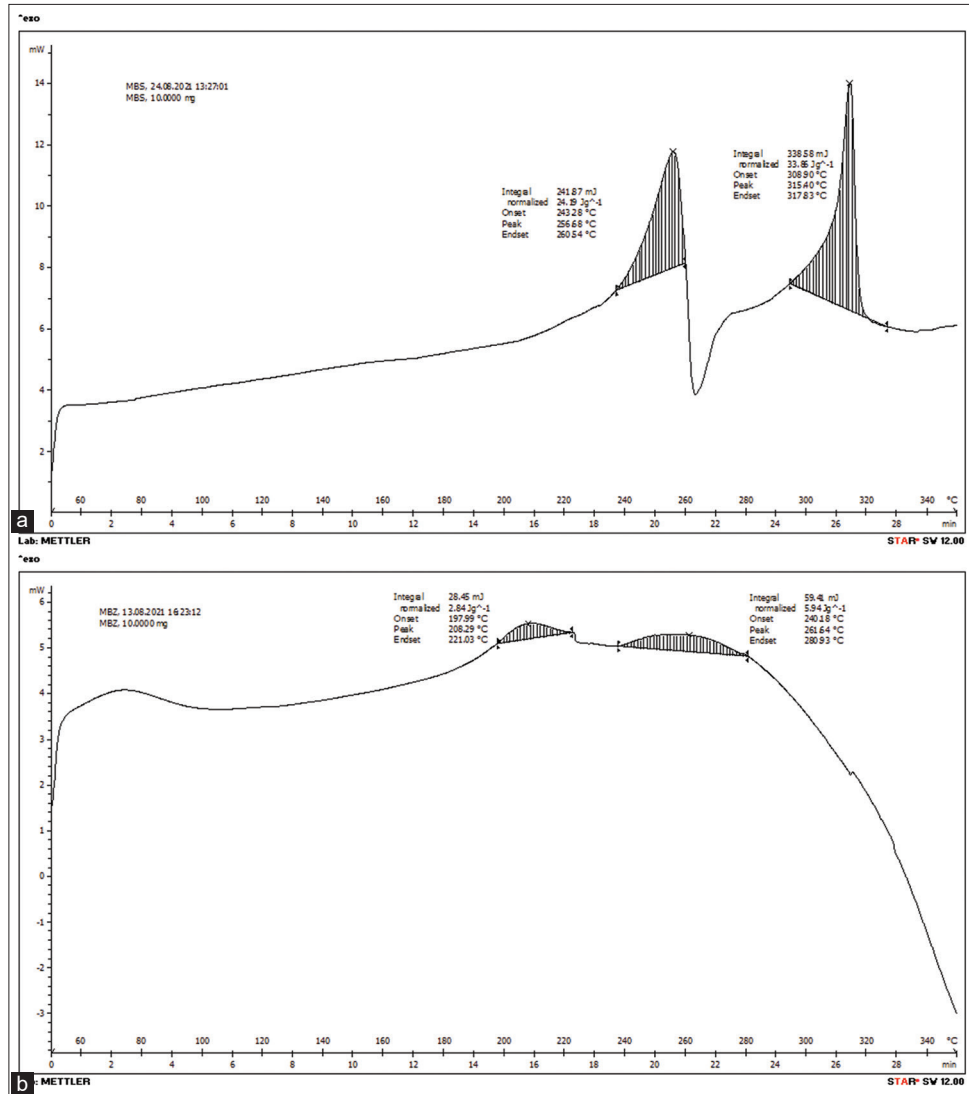 ^exo
mW
MBS, 24.08.2021 13:27:01
MBS, 10.0000 mg
Integral 241.87 mJ
normalized 24.19 Jg^-1
Onset 243.28 °C
Peak 256.68 °C
Endset 260.54 °C
Integral 338.58 mJ
normalized 33.86 Jg^-1
Onset 308.90 °C
Peak 315.40 °C
Endset 317.83 °C
14
12
10
8
6
4
2
60 80 100 120 140 160 180 200 220 240 260 280 300 320 340 °C
0 2 4 6 8 10 12 14 16 18 20 22 24 26 28 min
a
Lab: METTLER STARe SW 12.00
^exo
mW
MBZ, 13.08.2021 16:23:12
MBZ, 10.0000 mg
Integral 28.45 mJ
normalized 2.84 Jg^-1
Onset 197.99 °C
Peak 208.29 °C
Endset 221.03 °C
Integral 59.41 mJ
normalized 5.94 Jg^-1
Onset 240.18 °C
Peak 261.64 °C
Endset 280.93 °C
6
5
4
3
2
1
0
-1
-2
-3
60 80 100 120 140 160 180 200 220 240 260 280 300 320 340 °C
0 2 4 6 8 10 12 14 16 18 20 22 24 26 28 min
b
METTLER STARe SW 12.00